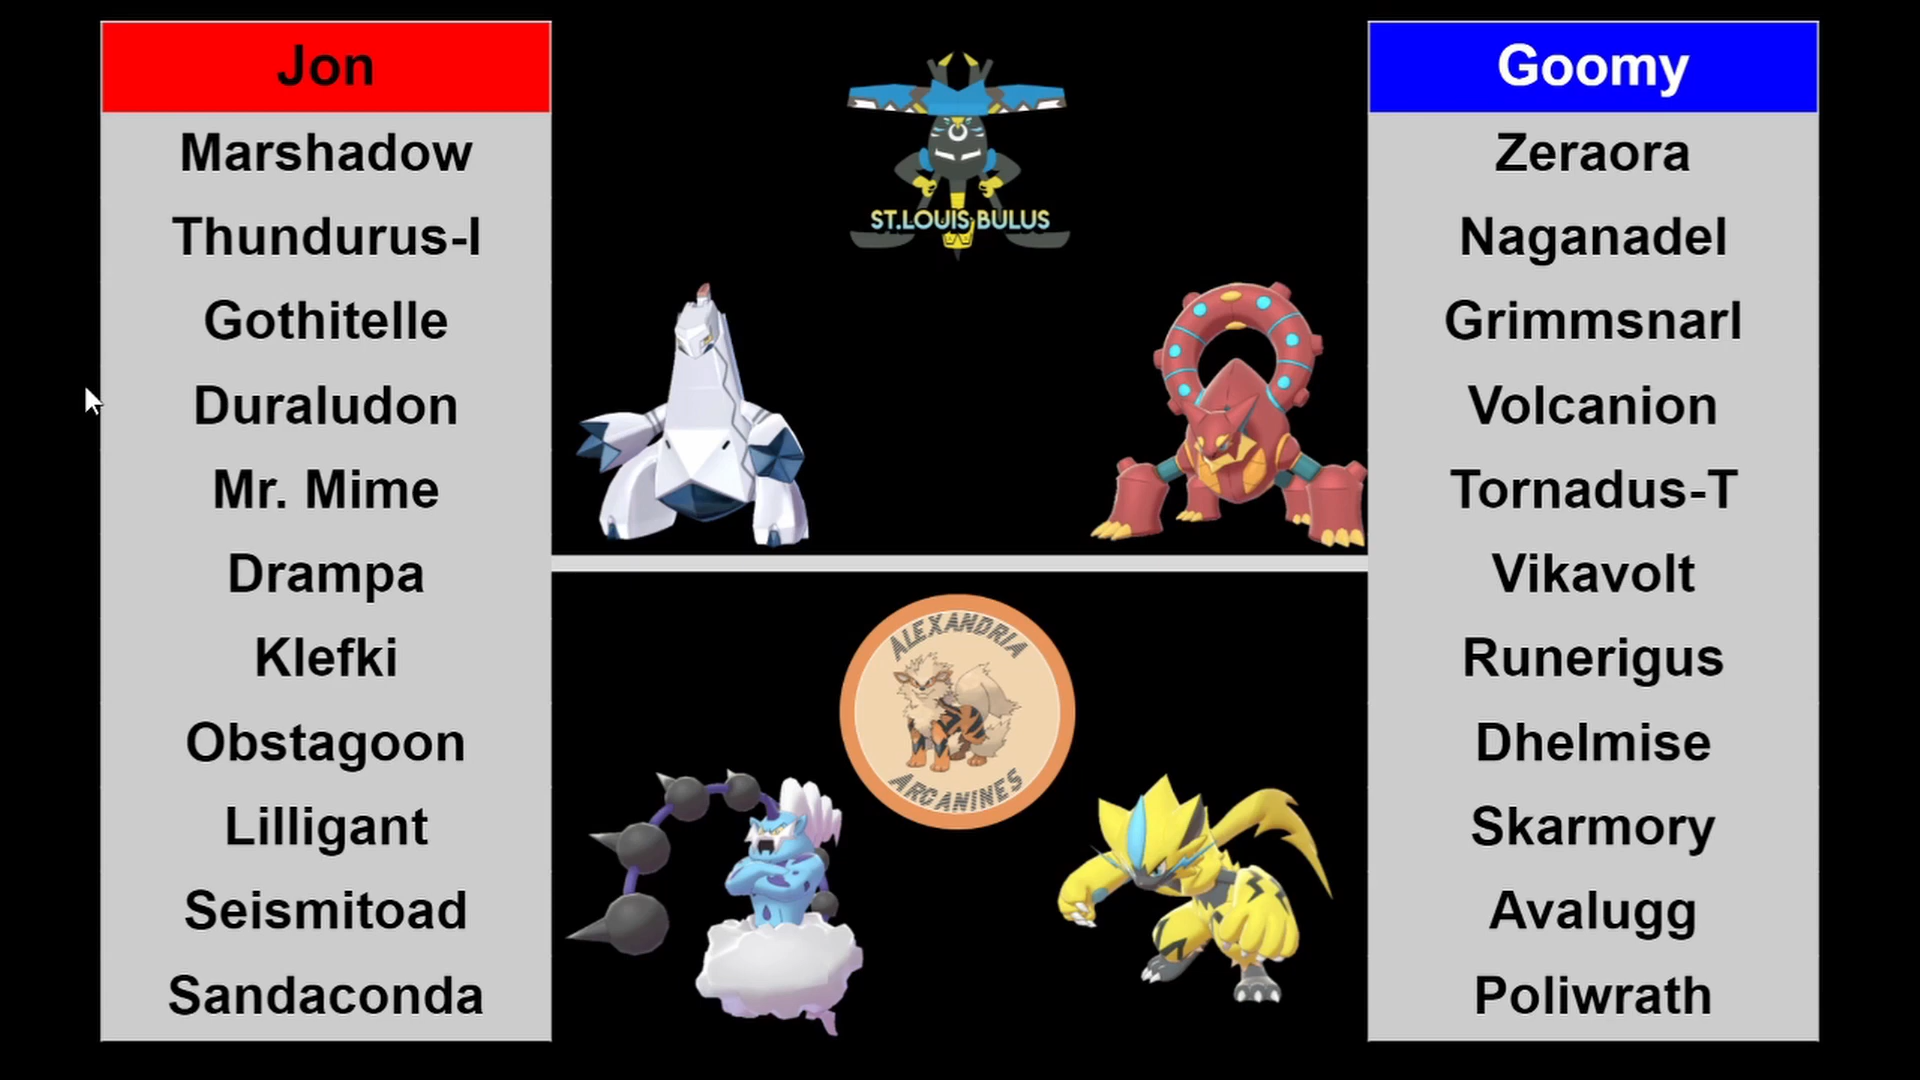 Jon
Marshadow
Thundurus-I
Gothitelle
Duraludon
Mr. Mime
Drampa
Klefki
Obstagoon
Lilligant
Seismitoad
Sandaconda
ST.LOUIS BULUS
ALEXANDRIA
ARCANINES
Goomy
Zeraora
Naganadel
Grimmsnarl
Volcanion
Tornadus-T
Vikavolt
Runerigus
Dhelmise
Skarmory
Avalugg
Poliwrath